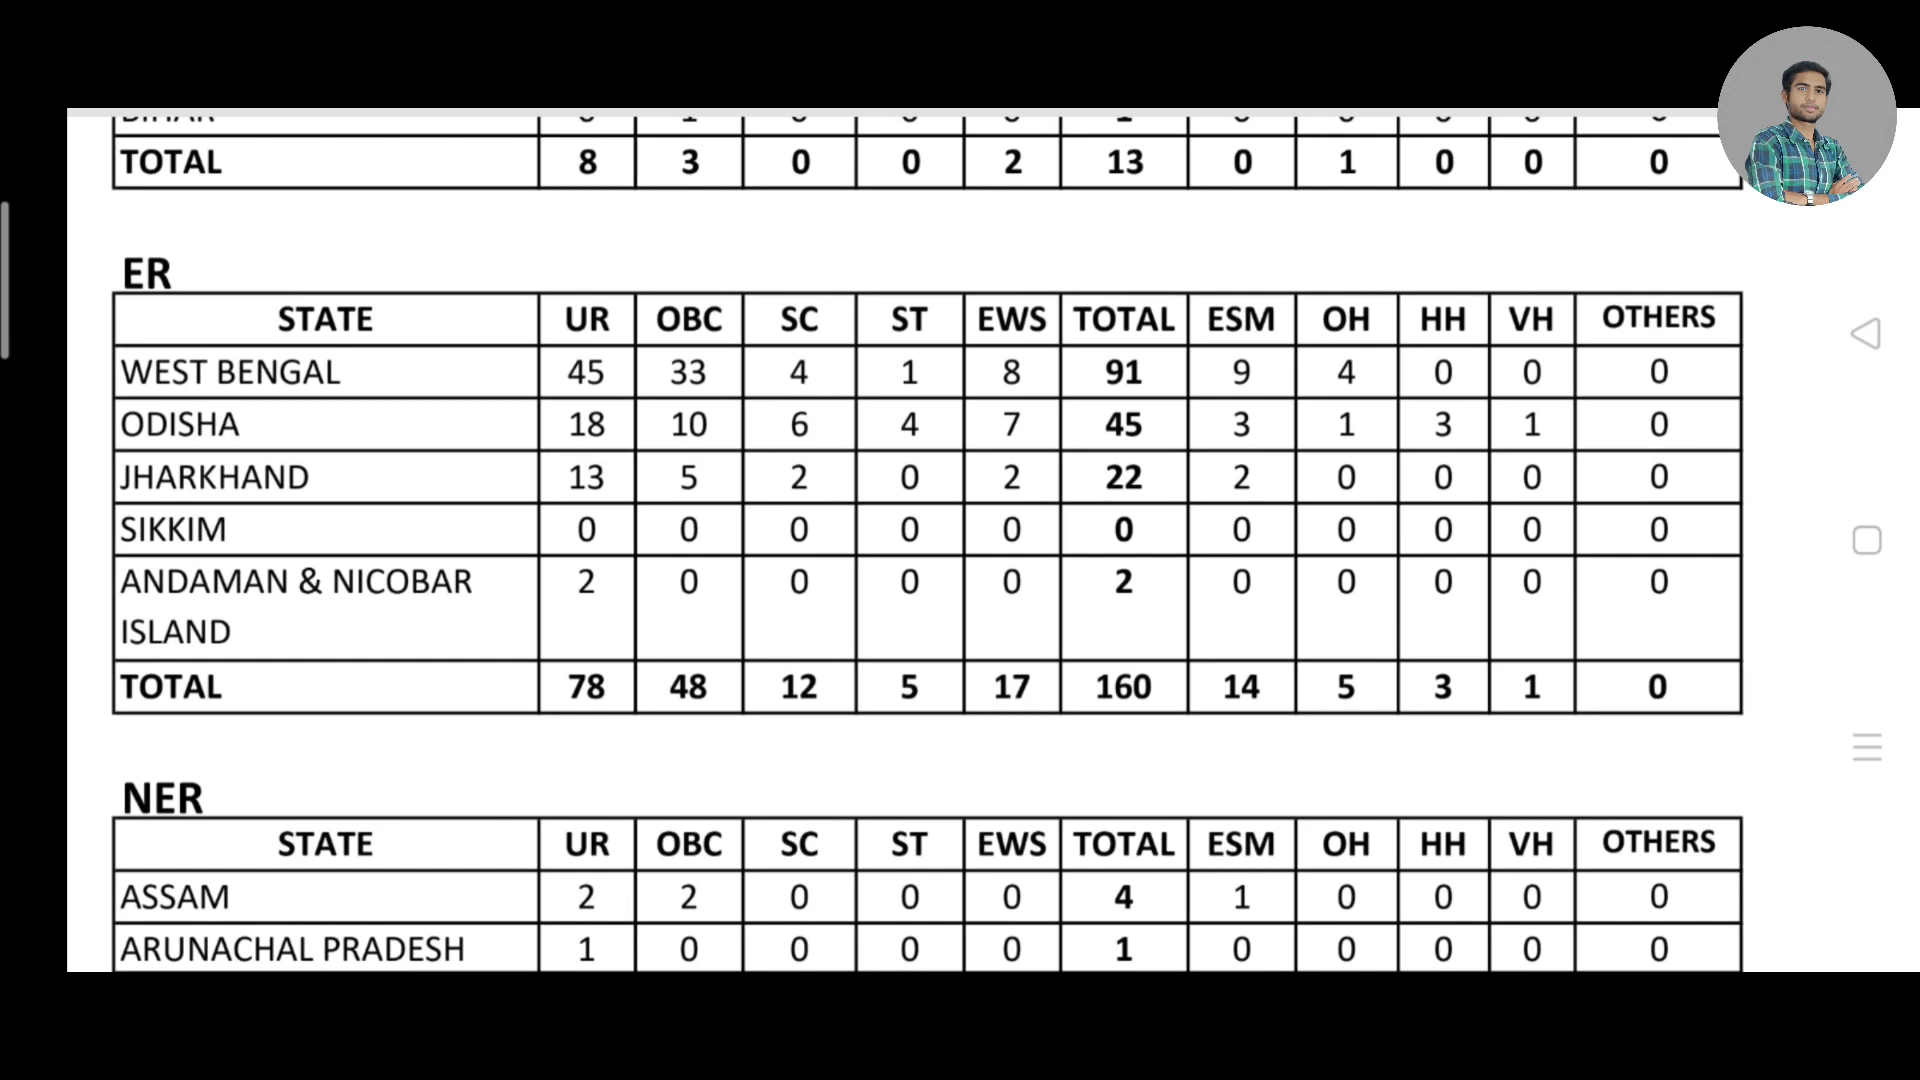 TOTAL 8 3 0 0 2 13 0 1 0 0 0
ER
STATE UR OBC SC ST EWS TOTAL ESM OH HH VH OTHERS
WEST BENGAL 45 33 4 1 8 91 9 4 0 0 0
ODISHA 18 10 6 4 7 45 3 1 3 1 0
JHARKHAND 13 5 2 0 2 22 2 0 0 0 0
SIKKIM 0 0 0 0 0 0 0 0 0 0 0
ANDAMAN & NICOBAR 2 0 0 0 0 2 0 0 0 0 0
ISLAND
TOTAL 78 48 12 5 17 160 14 5 3 1 0
NER
STATE UR OBC SC ST EWS TOTAL ESM OH HH VH OTHERS
ASSAM 2 2 0 0 0 4 1 0 0 0 0
ARUNACHAL PRADESH 1 0 0 0 0 1 0 0 0 0 0